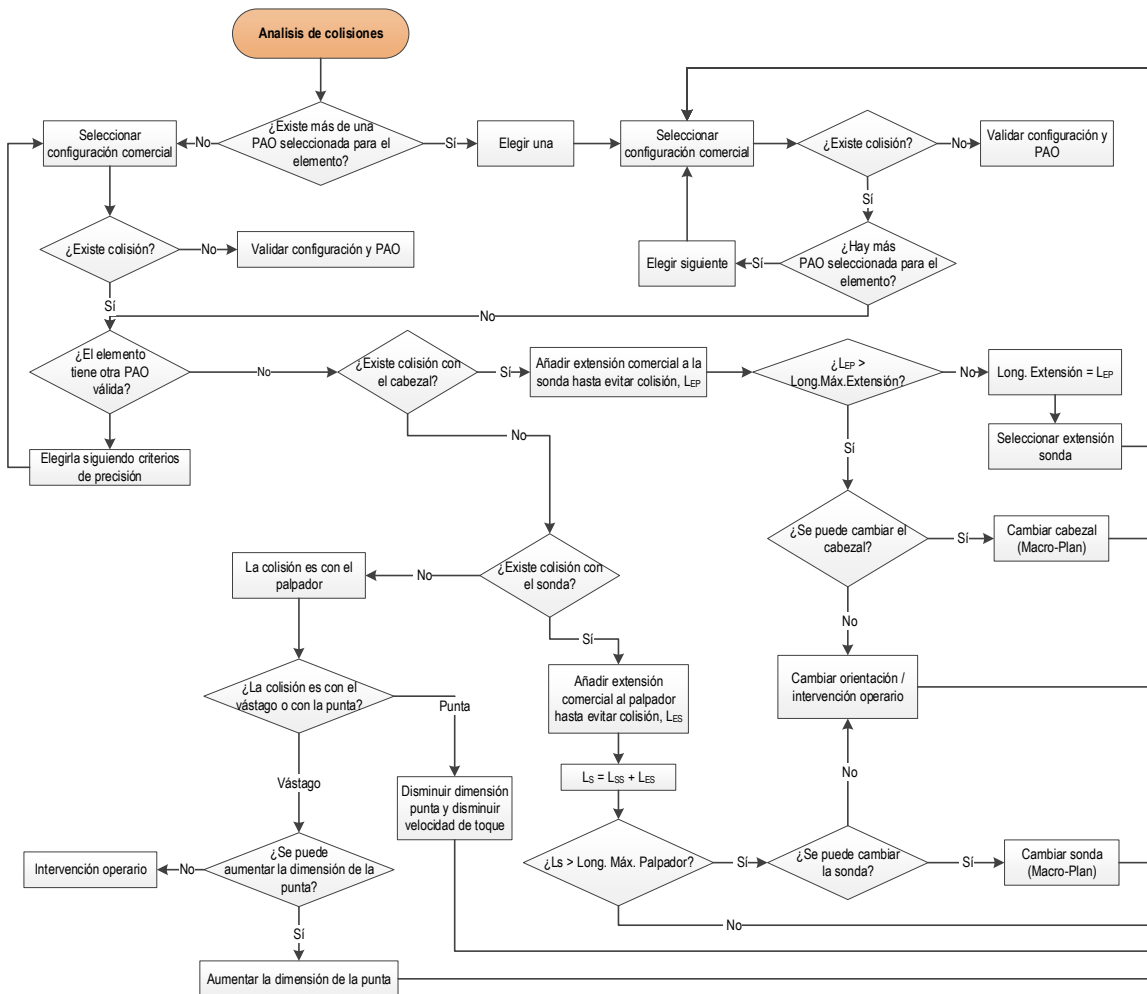 Analisis de colisiones
¿Existe más de una
PAO seleccionada para el
elemento?
No
Sí
Seleccionar
configuración comercial
Elegir una
Seleccionar
configuración comercial
¿Existe colisión?
No
Validar configuración y
PAO
Sí
¿Existe colisión?
No
Validar configuración y PAO
Sí
¿Hay más
PAO seleccionada para el
elemento?
Sí
Elegir siguiente
No
¿El elemento
tiene otra PAO
válida?
No
Elegirla siguiendo criterios
de precisión
¿Existe colisión con
el cabezal?
Sí
Añadir extensión comercial a la
sonda hasta evitar colisión, LEP
¿LEP >
Long.Máx.Extensión?
No
Long. Extensión = LEP
Seleccionar extensión
sonda
No
Sí
¿Se puede cambiar el
cabezal?
Sí
Cambiar cabezal
(Macro-Plan)
No
¿Existe colisión con
el sonda?
No
La colisión es con el
palpador
Sí
Cambiar orientación /
intervención operario
¿La colisión es con el
vástago o con la punta?
Punta
Vástago
Añadir extensión
comercial al palpador
hasta evitar colisión, LES
LS = LSS + LES
No
Disminuir dimensión
punta y disminuir
velocidad de toque
¿Ls > Long. Máx. Palpador?
Sí
¿Se puede cambiar
la sonda?
Sí
Cambiar sonda
(Macro-Plan)
No
¿Se puede
aumentar la dimensión de la
punta?
No
Intervención operario
Sí
Aumentar la dimensión de la punta